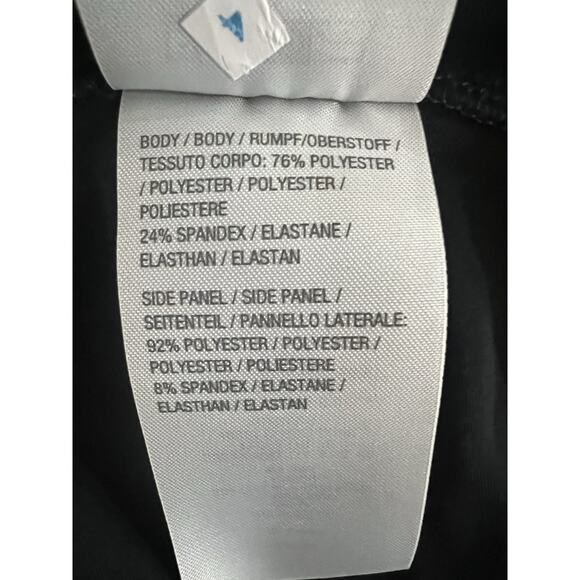 BODY / BODY / RUMPF/OBERSTOFF /
TESSUTO CORPO: 76% POLYESTER
/ POLYESTER / POLYESTER /
POLIESTERE
24% SPANDEX / ELASTANE /
ELASTHAN / ELASTAN
SIDE PANEL / SIDE PANEL /
SEITENTEIL / PANNELLO LATERALE:
92% POLYESTER / POLYESTER /
POLYESTER / POLIESTERE
8% SPANDEX / ELASTANE /
ELASTHAN / ELASTAN